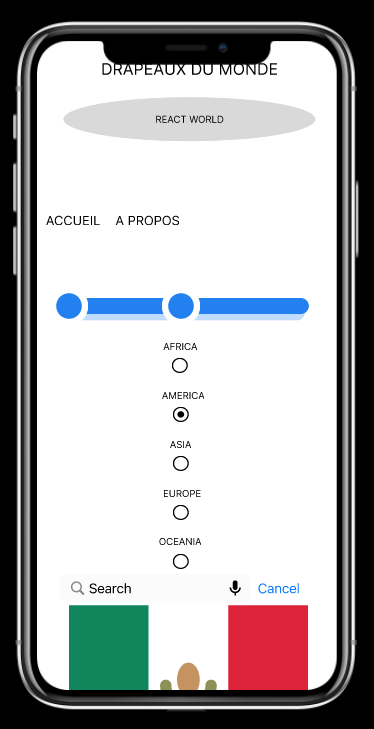 DRAPEAUX DU MONDE
REACT WORLD
ACCUEIL A PROPOS
AFRICA
AMERICA
ASIA
EUROPE
OCEANIA
Search Cancel